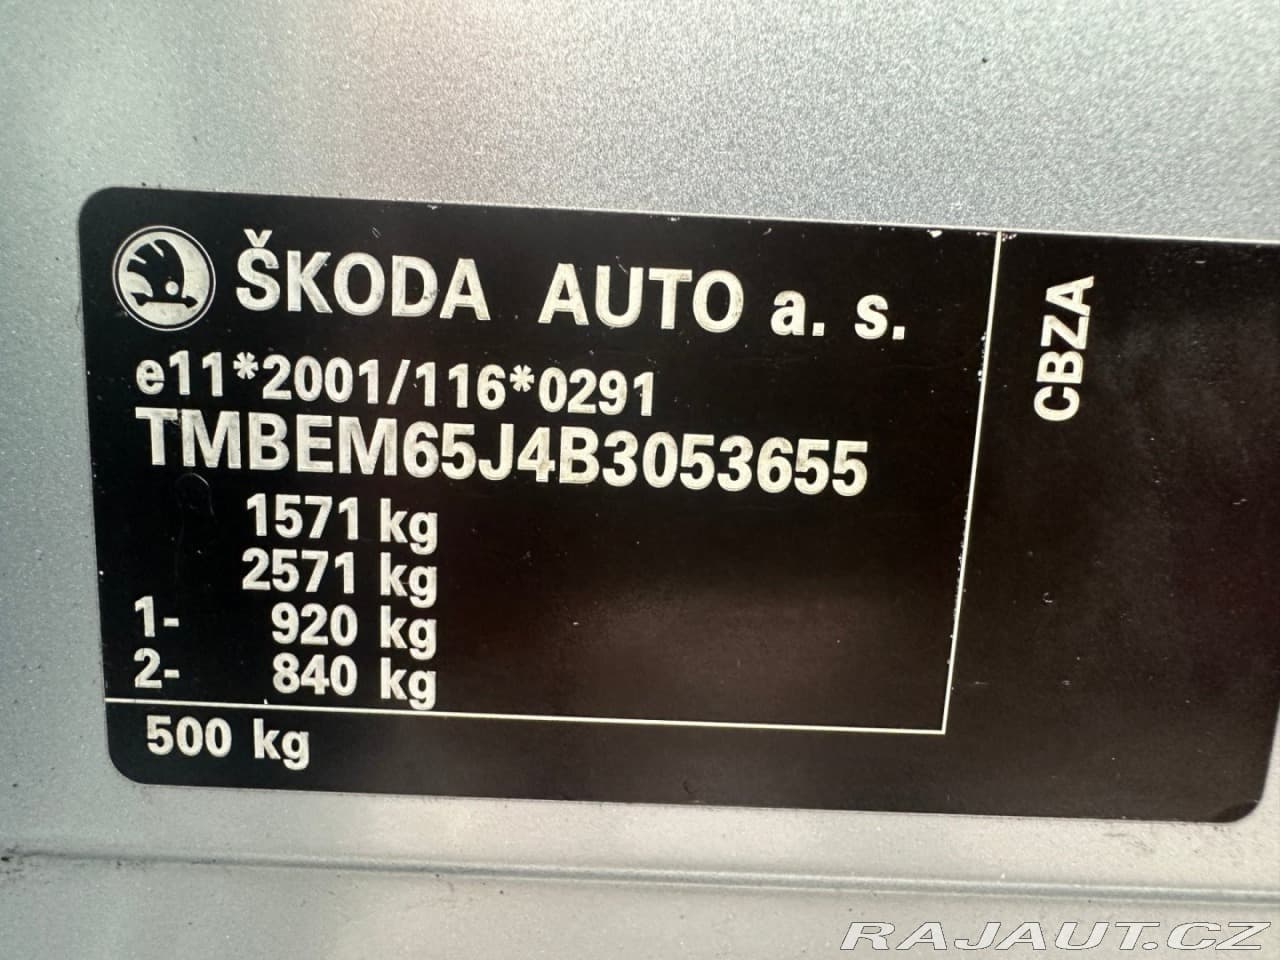 ŠKODA AUTO a. s.
e11*2001/116*0291
TMBEM65J4B3053655
1571 kg
2571 kg
1- 920 kg
2- 840 kg
500 kg
CBZA
RAJAUT.CZ